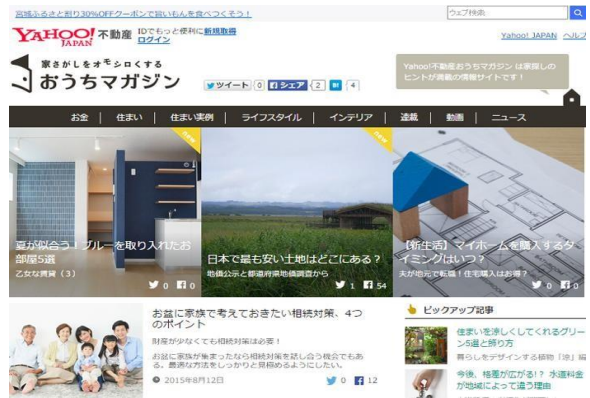 宮城ふるさと割り30%OFFクーポンで旨いもんを食べつくそう！
ウェブ検索
YAHOO! JAPAN 不動産
IDでもっと便利に新規取得
ログイン
Yahoo! JAPAN
ヘルプ
家さがしをオモシロくする
おうちマガジン
ツイート 0
シェア 2
B! 4
Yahoo!不動産おうちマガジン は家探しの
ヒントが満載の情報サイトです！
お金 | 住まい | 住まい実例 | ライフスタイル | インテリア | 連載 | 動画 | ニュース
new
夏が似合う！ブルーを取り入れたお
部屋5選
乙女な賃貸（3）
0 0
new
日本で最も安い土地はどこにある？
地価公示と都道府県地価調査から
1 54
【新生活】マイホームを購入するタ
イミングはいつ？
夫が地元で転職！住宅購入はお得？
0 0
お盆に家族で考えておきたい相続対策、4つ
のポイント
財産が少なくても相続対策は必要！
お盆に家族が集まったなら相続対策を話し合う機会でもあ
る。最適な方法をしっかりと見極めるようにしたい。
2015年8月12日
0 12
ピックアップ記事
住まいを涼しくしてくれるグリー
ン5選と飾り方
暮らしをデザインする植物「涼」編
今後、格差が広がる!? 水道料金
が地域によって違う理由